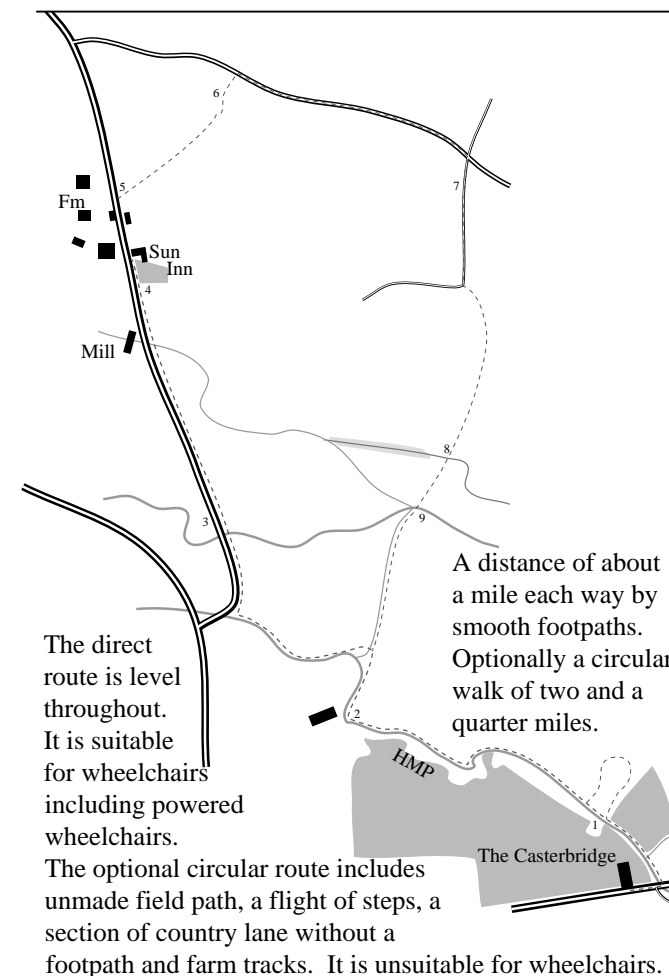 6
7
5
Fm
Sun
Inn
4
Mill
8
3
9
A distance of about
a mile each way by
smooth footpaths.
Optionally a circular
walk of two and a
quarter miles.
The direct
route is level
throughout.
It is suitable
for wheelchairs
including powered
wheelchairs.
2
HMP
1
The Casterbridge
The optional circular route includes
unmade field path, a flight of steps, a
section of country lane without a
footpath and farm tracks. It is unsuitable for wheelchairs.